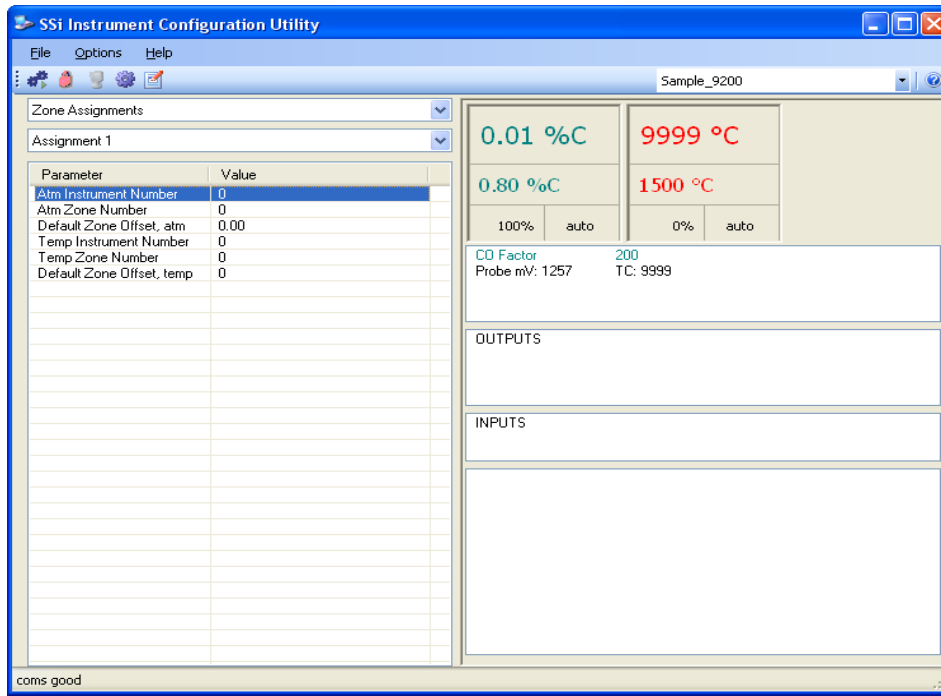 SSi Instrument Configuration Utility
File Options Help
Sample_9200
Zone Assignments
Assignment 1
Parameter Value
Atm Instrument Number 0
Atm Zone Number 0
Default Zone Offset, atm 0.00
Temp Instrument Number 0
Temp Zone Number 0
Default Zone Offset, temp 0
0.01 %C 9999 °C
0.80 %C 1500 °C
100% auto 0% auto
CO Factor 200
Probe mV: 1257 TC: 9999
OUTPUTS
INPUTS
coms good